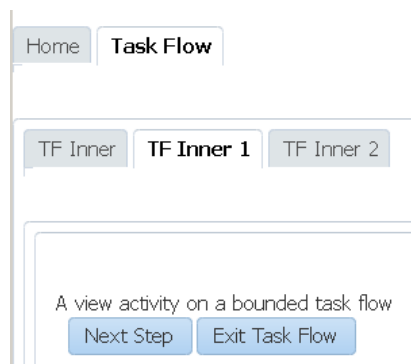 Home Task Flow
TF Inner TF Inner 1 TF Inner 2
A view activity on a bounded task flow
Next Step Exit Task Flow